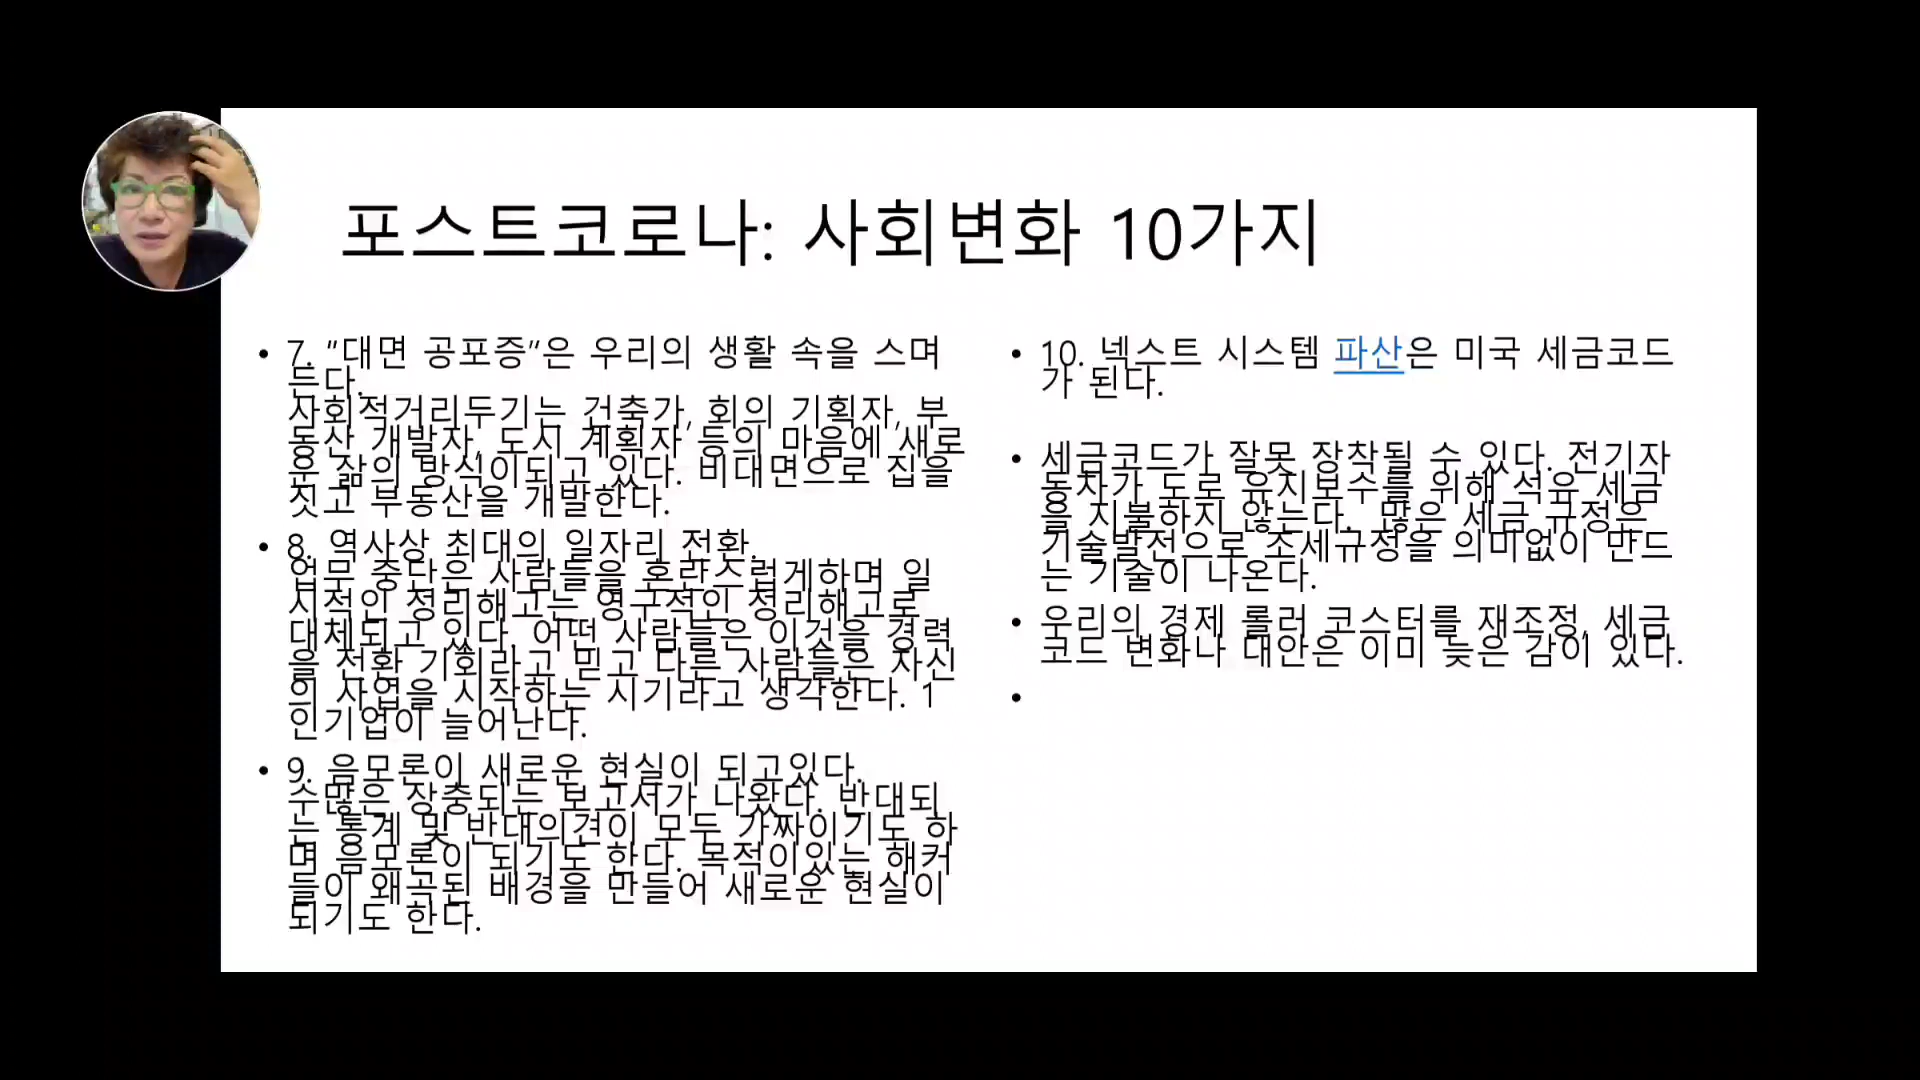 포스트코로나: 사회변화 10가지
• 7. "대면 공포증"은 우리의 생활 속을 스며
든다.
사회적거리두기는 건축가, 회의 기획자, 부
동산 개발자, 도시 계획자 등의 마음에 새로
운 삶의 방식이되고 있다. 비대면으로 집을
짓고 부동산을 개발한다.
• 8. 역사상 최대의 일자리 전환.
업무 중단은 사람들을 혼란스럽게하며 일
시적인 정리해고는 영구적인 정리해고로
대체되고 있다. 어떤 사람들은 이것을 경력
을 전환 기회라고 믿고 다른 사람들은 자신
의 사업을 시작하는 시기라고 생각한다. 1
인기업이 늘어난다.
• 9. 음모론이 새로운 현실이 되고있다.
수많은 상충되는 보고서가 나왔다. 반대되
는 통계 및 반대의견이 모두 가짜이기도 하
며 음모론이 되기도 한다. 목적이있는 해커
들이 왜곡된 배경을 만들어 새로운 현실이
되기도 한다.
• 10. 넥스트 시스템 파산은 미국 세금코드
가 된다.
• 세금코드가 잘못 장착될 수 있다. 전기자
동차가 도로 유지보수를 위해 석유 세금
을 지불하지 않는다. 많은 세금 규정은
기술발전으로 조세규정을 의미없이 만드
는 기술이 나온다.
• 우리의 경제 롤러 코스터를 재조정, 세금
코드 변화나 대안은 이미 늦은 감이 있다.
•